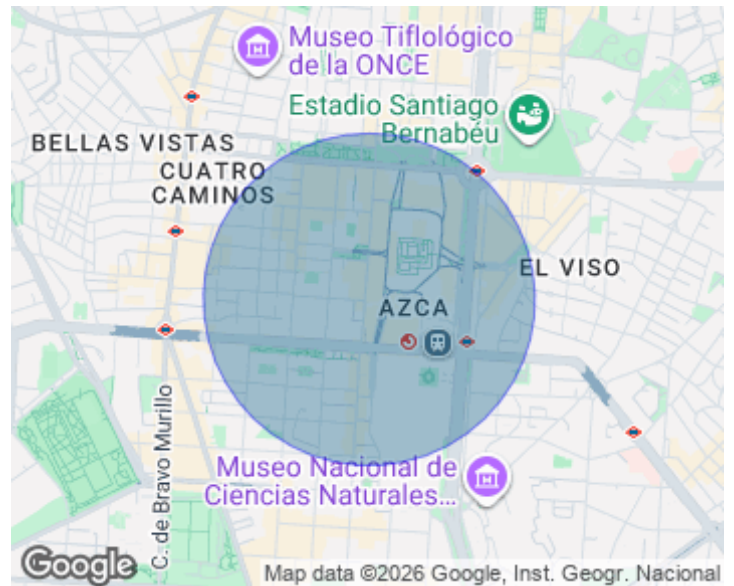 Museo Tiflológico
de la ONCE
Estadio Santiago
Bernabéu
BELLAS VISTAS
CUATRO
CAMINOS
EL VISO
AZCA
C. de Bravo Murillo
Museo Nacional de
Ciencias Naturales...
Google
Map data ©2026 Google, Inst. Geogr. Nacional